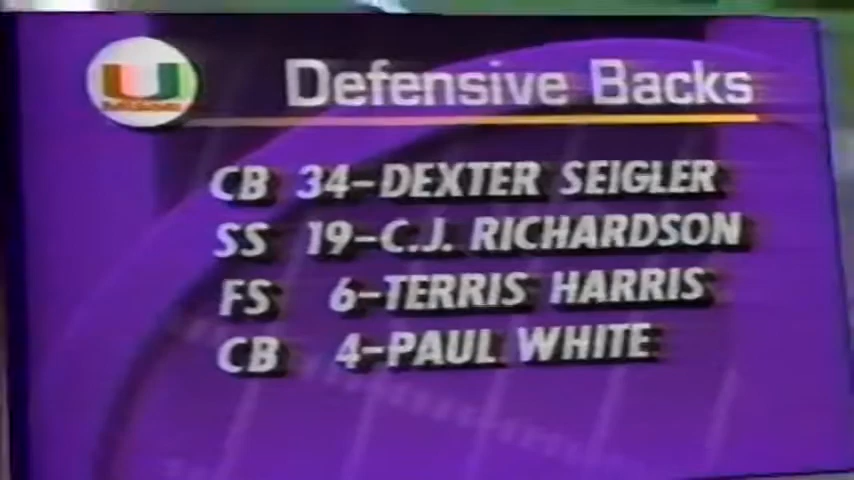 Defensive Backs
CB 34-DEXTER SEIGLER
SS 19-C.J. RICHARDSON
FS 6-TERRIS HARRIS
CB 4-PAUL WHITE